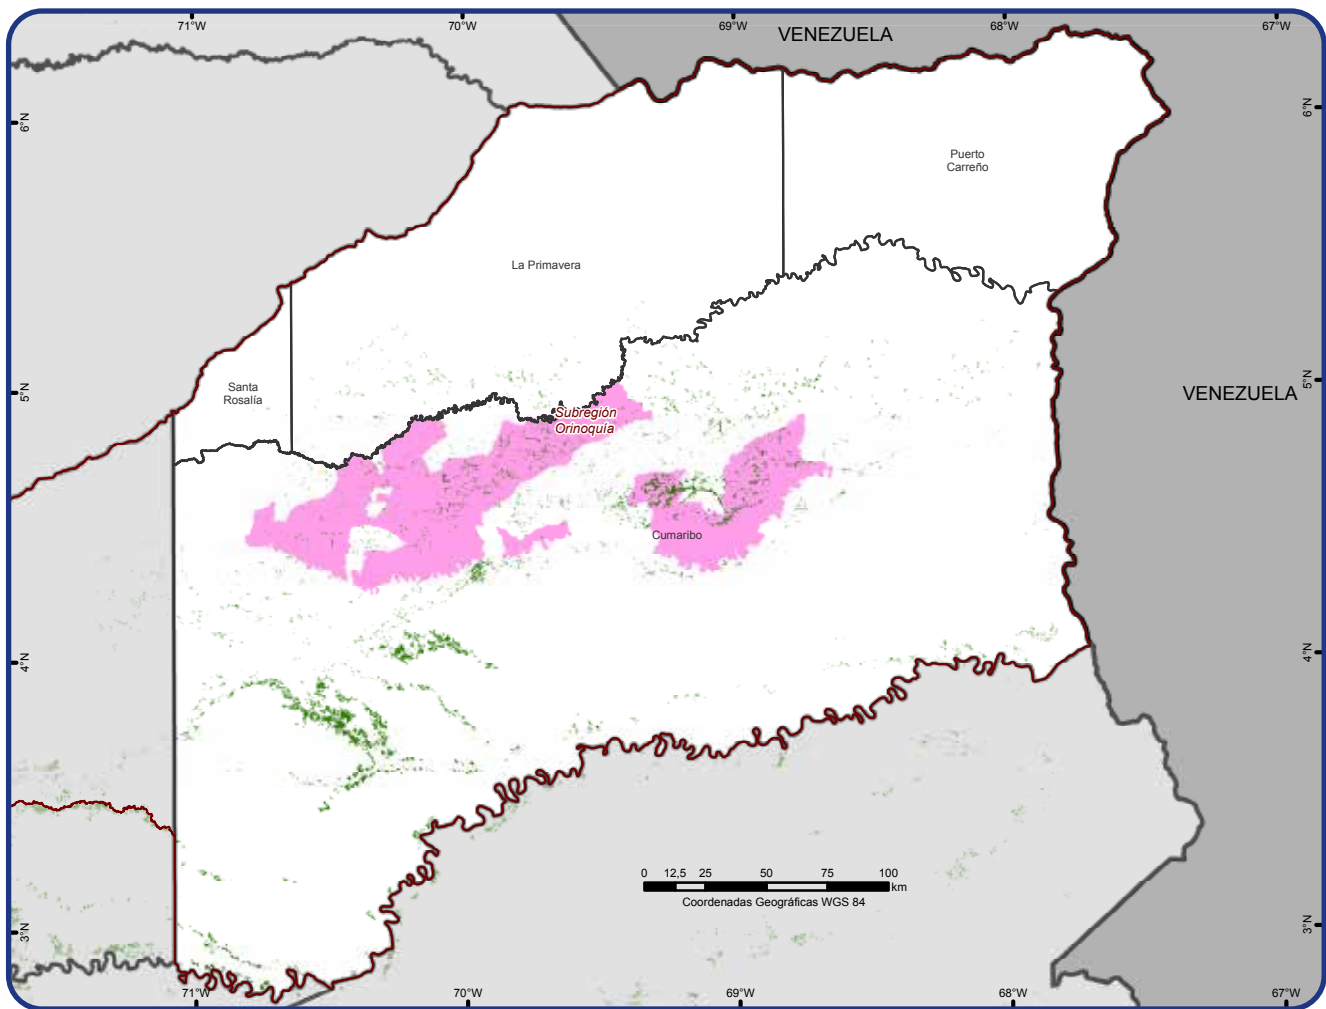 71°W 70°W 69°W 68°W 67°W
VENEZUELA
6°N 6°N
Puerto
Carreño
La Primavera
5°N 5°N
Santa
Rosalía
VENEZUELA
Subregión
Orinoquía
Cumaribo
4°N 4°N
0 12,5 25 50 75 100
km
Coordenadas Geográficas WGS 84
3°N 3°N
71°W 70°W 69°W 68°W 67°W